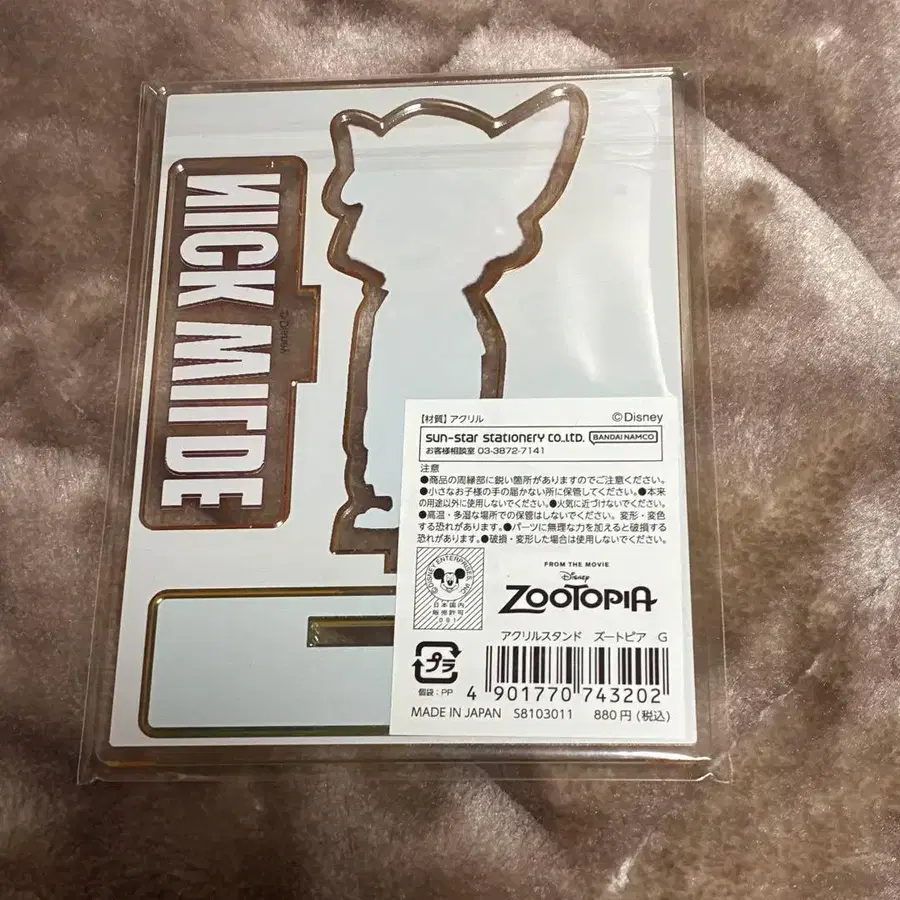 NICK WILDE
©Disney
【材質】アクリル ©Disney
sun-star stationery co.,ltd. BANDAI NAMCO
お客様相談室 03-3872-7141
注意
●商品の周縁部に鋭い箇所がありますのでご注意ください。
●小さなお子様の手の届かない所に保管してください。●本来
の用途以外に使用しないでください。●火気に近づけないでください。
●高温・多湿な場所での保管はしないでください。変形・変色
する恐れがあります。●パーツに無理な力を加えると破損する
恐れがあります。●破損・変形した場合は使用しないでください。
©DISNEY ENTERPRISES, INC.
日本国内
販売許可
091
FROM THE MOVIE
Disney
ZOOTOPIA
アクリルスタンド ズートピア G
プラ
個袋:PP
4 901770 743202
MADE IN JAPAN S8103011 880円(税込)